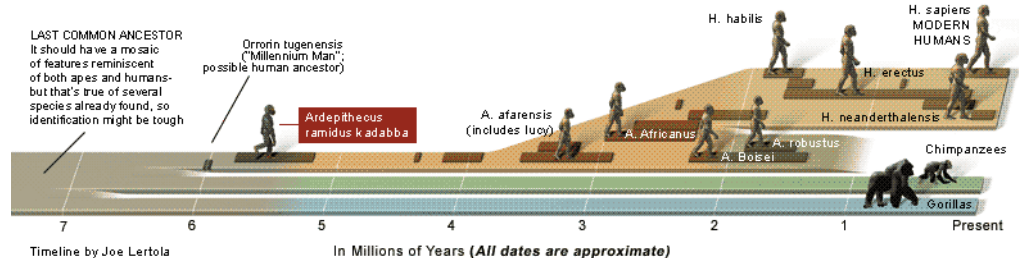 LAST COMMON ANCESTOR
It should have a mosaic
of features reminiscent
of both apes and humans-
but that's true of several
species already found, so
identification might be tough
Orrorin tugenensis
("Millennium Man";
possible human ancestor)
Ardepithecus
ramidus kadabba
A. afarensis
(includes lucy)
A. Africanus
A. Boisei
A. robustus
H. habilis
H. erectus
H. sapiens
MODERN
HUMANS
H. neanderthalensis
Chimpanzees
Gorillas
7 6 5 4 3 2 1 Present
Timeline by Joe Lertola
In Millions of Years (All dates are approximate)